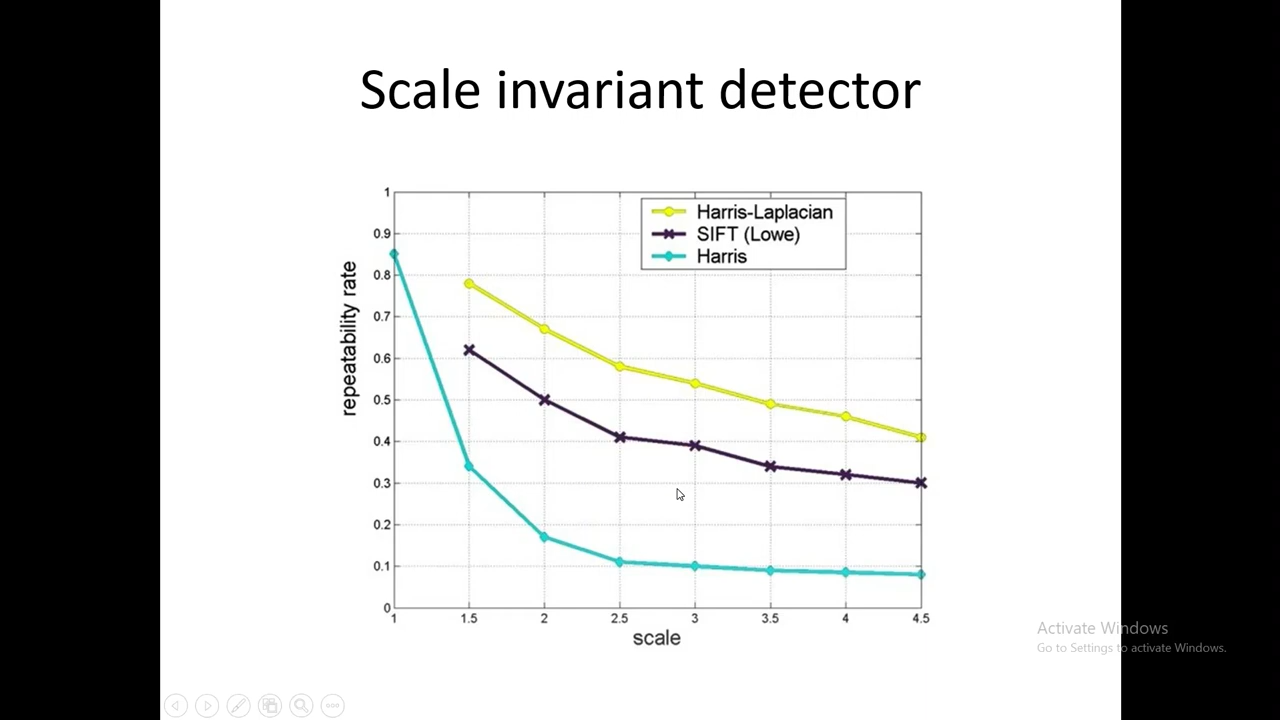 Scale invariant detector
1
0.9
0.8
0.7
0.6
0.5
0.4
0.3
0.2
0.1
0
repeatability rate
Harris-Laplacian
SIFT (Lowe)
Harris
1 1.5 2 2.5 3 3.5 4 4.5
scale
Activate Windows
Go to Settings to activate Windows.